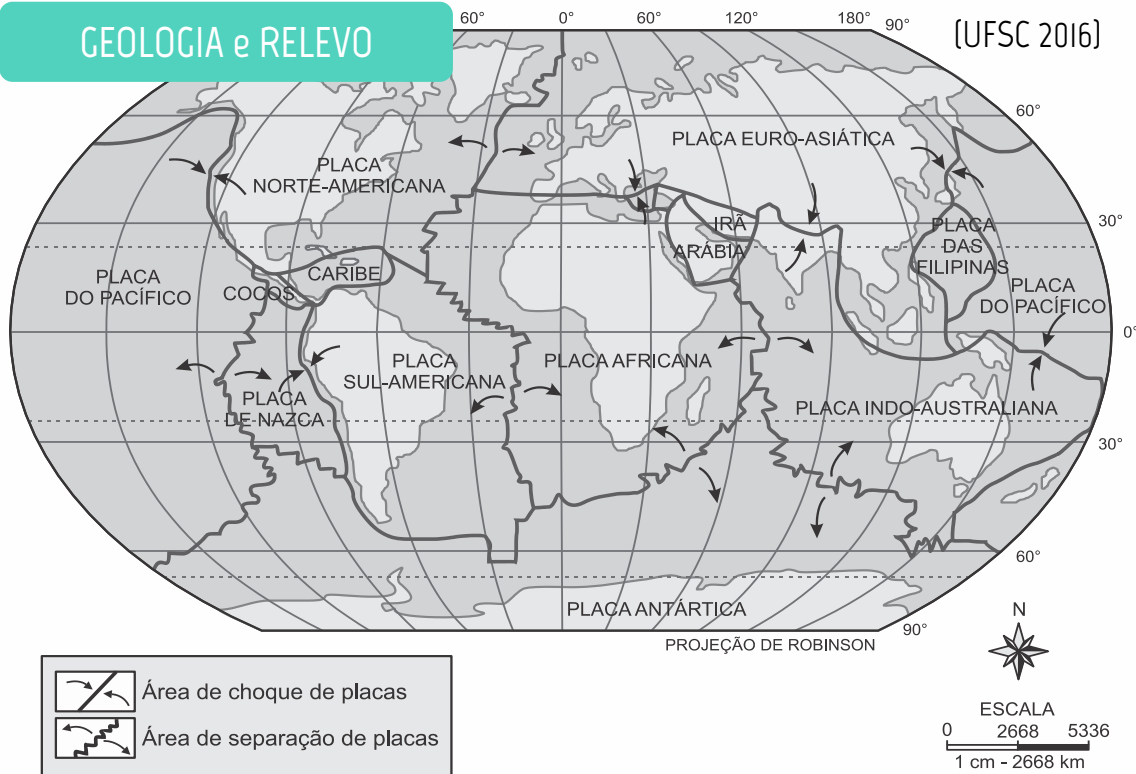 GEOLOGIA e RELEVO
(UFSC 2016)
60° 0° 60° 120° 180° 90°
60°
PLACA EURO-ASIÁTICA
PLACA
NORTE-AMERICANA
30°
IRÃ
ARÁBIA
PLACA
DAS
FILIPINAS
CARIBE
COCOS
PLACA
DO PACÍFICO
PLACA
DO PACÍFICO
0°
PLACA
SUL-AMERICANA
PLACA AFRICANA
PLACA
DE NAZCA
PLACA INDO-AUSTRALIANA
30°
60°
PLACA ANTÁRTICA
90°
PROJEÇÃO DE ROBINSON
N
Área de choque de placas
Área de separação de placas
ESCALA
0 2668 5336
1 cm - 2668 km